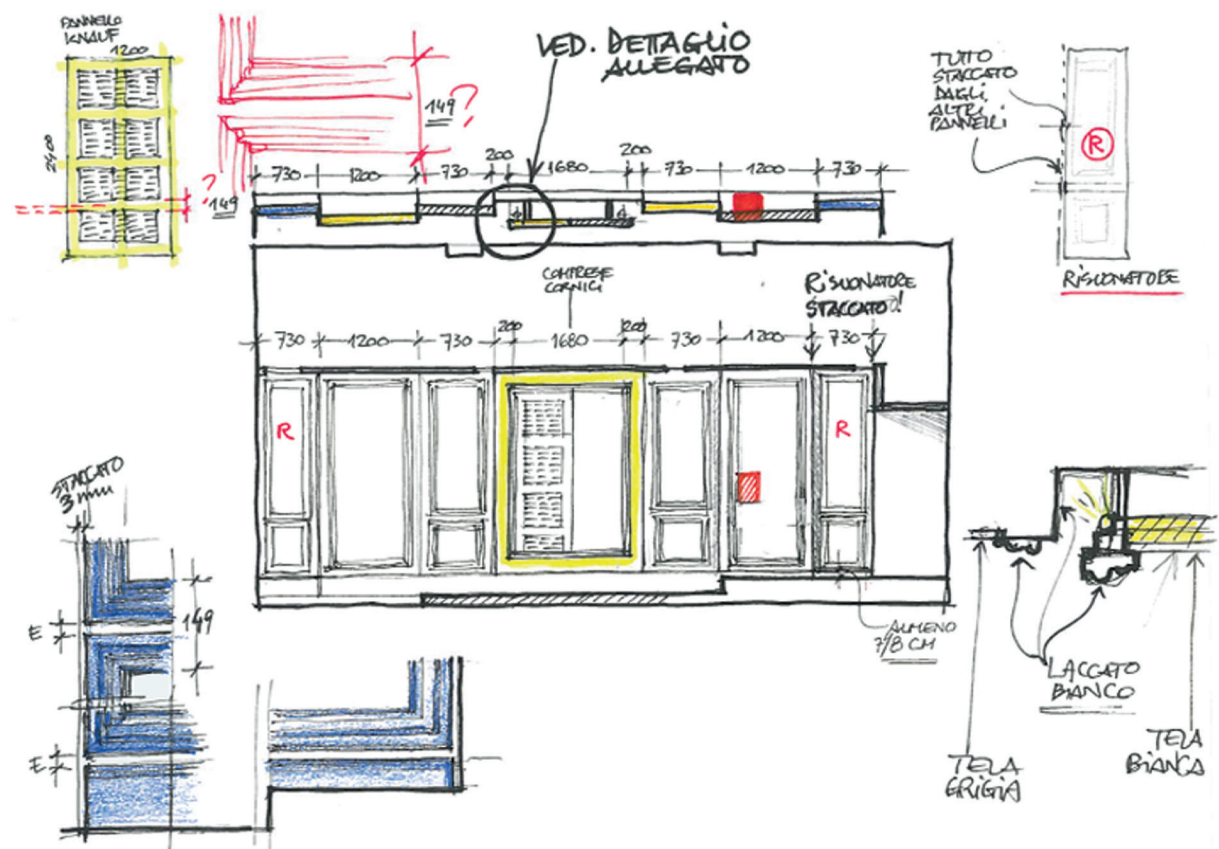 PANNELLO
KNAUF
1200
2400
149
?
149
?
VED. DETTAGLIO
ALLEGATO
TUTTO
STACCATO
DAGLI
ALTRI
PANNELLI
R
RISUONATORE
730 1200 730 200 1680 200 730 1200 730
COMPRESE
CORNICI
RISUONATORE
STACCATO!
730 1200 730 200 1680 200 730 1200 730
R
R
STACCATO
3 mm
149
E
E
ALMENO
7/8 CM
LACCATO
BIANCO
TELA
GRIGIA
TELA
BIANCA